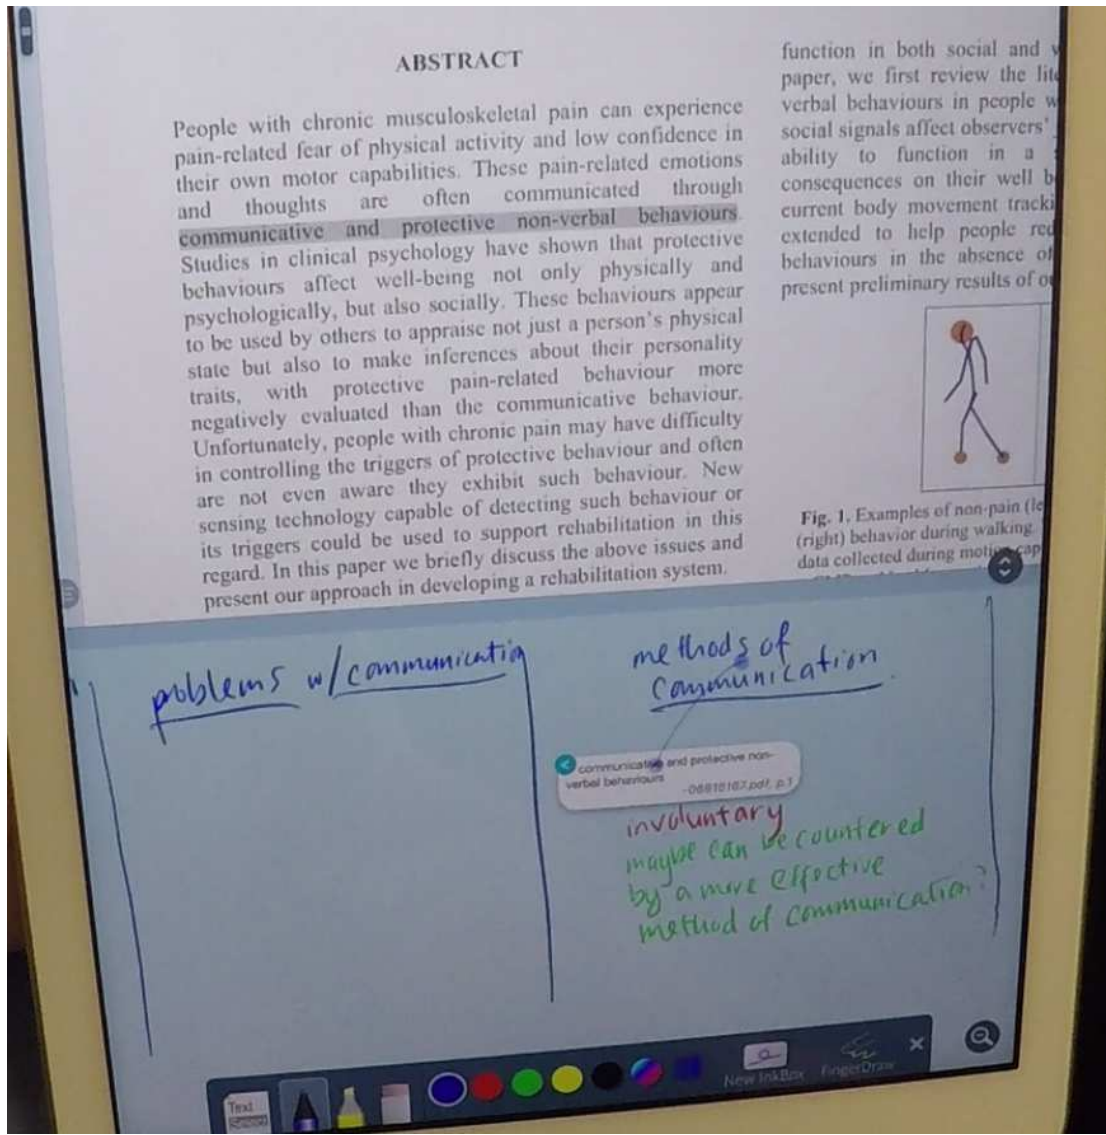 ABSTRACT
People with chronic musculoskeletal pain can experience
pain-related fear of physical activity and low confidence in
their own motor capabilities. These pain-related emotions
and thoughts are often communicated through
communicative and protective non-verbal behaviours.
Studies in clinical psychology have shown that protective
behaviours affect well-being not only physically and
psychologically, but also socially. These behaviours appear
to be used by others to appraise not just a person's physical
state but also to make inferences about their personality
traits, with protective pain-related behaviour more
negatively evaluated than the communicative behaviour.
Unfortunately, people with chronic pain may have difficulty
in controlling the triggers of protective behaviour and often
are not even aware they exhibit such behaviour. New
sensing technology capable of detecting such behaviour or
its triggers could be used to support rehabilitation in this
regard. In this paper we briefly discuss the above issues and
present our approach in developing a rehabilitation system.
function in both social and
paper, we first review the
verbal behaviours in people
social signals affect observers'
ability to function in a
consequences on their well
current body movement
extended to help people
behaviours in the absence
present preliminary results of
Fig. 1. Examples of non-pain
(right) behavior during walking
data collected during
problems w/communicatio
methods of
communication
communicative and protective non-
verbal behaviours
-06810167.pdf, p.1
involuntary
maybe can be countered
by a more effective
method of communication?
Text
New InkBox
FingerDraw